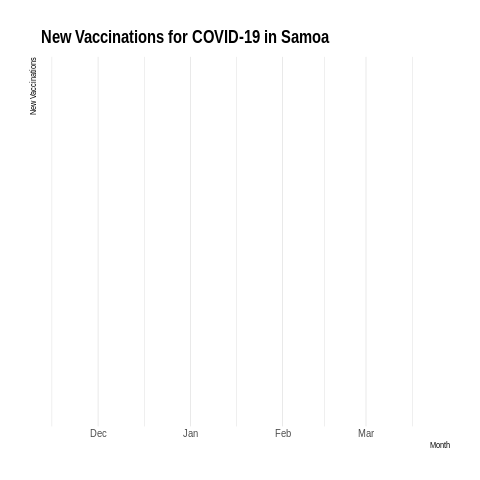 New Vaccinations for COVID-19 in Samoa
New Vaccinations
Dec Jan Feb Mar
Month